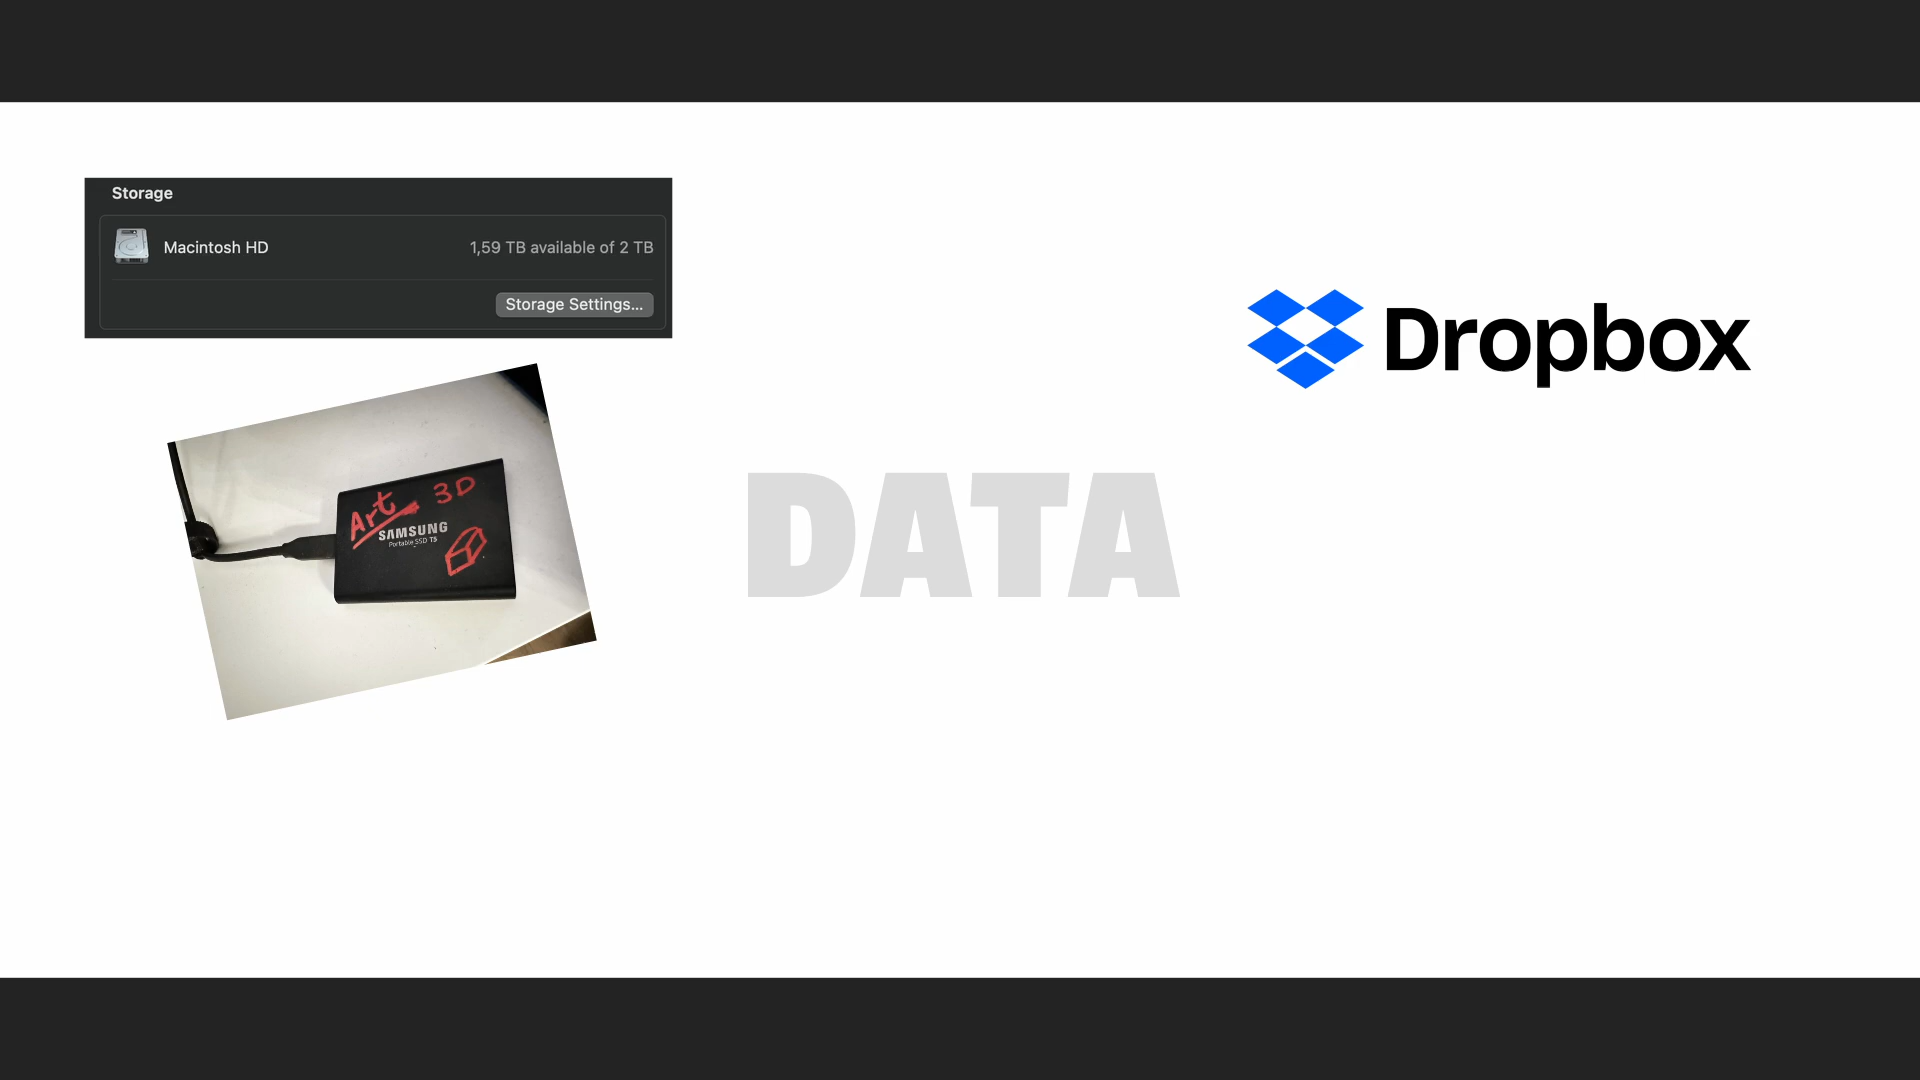 Storage
Macintosh HD
1,59 TB available of 2 TB
Storage Settings...
Dropbox
Art 3D
SAMSUNG
Portable SSD T5
DATA